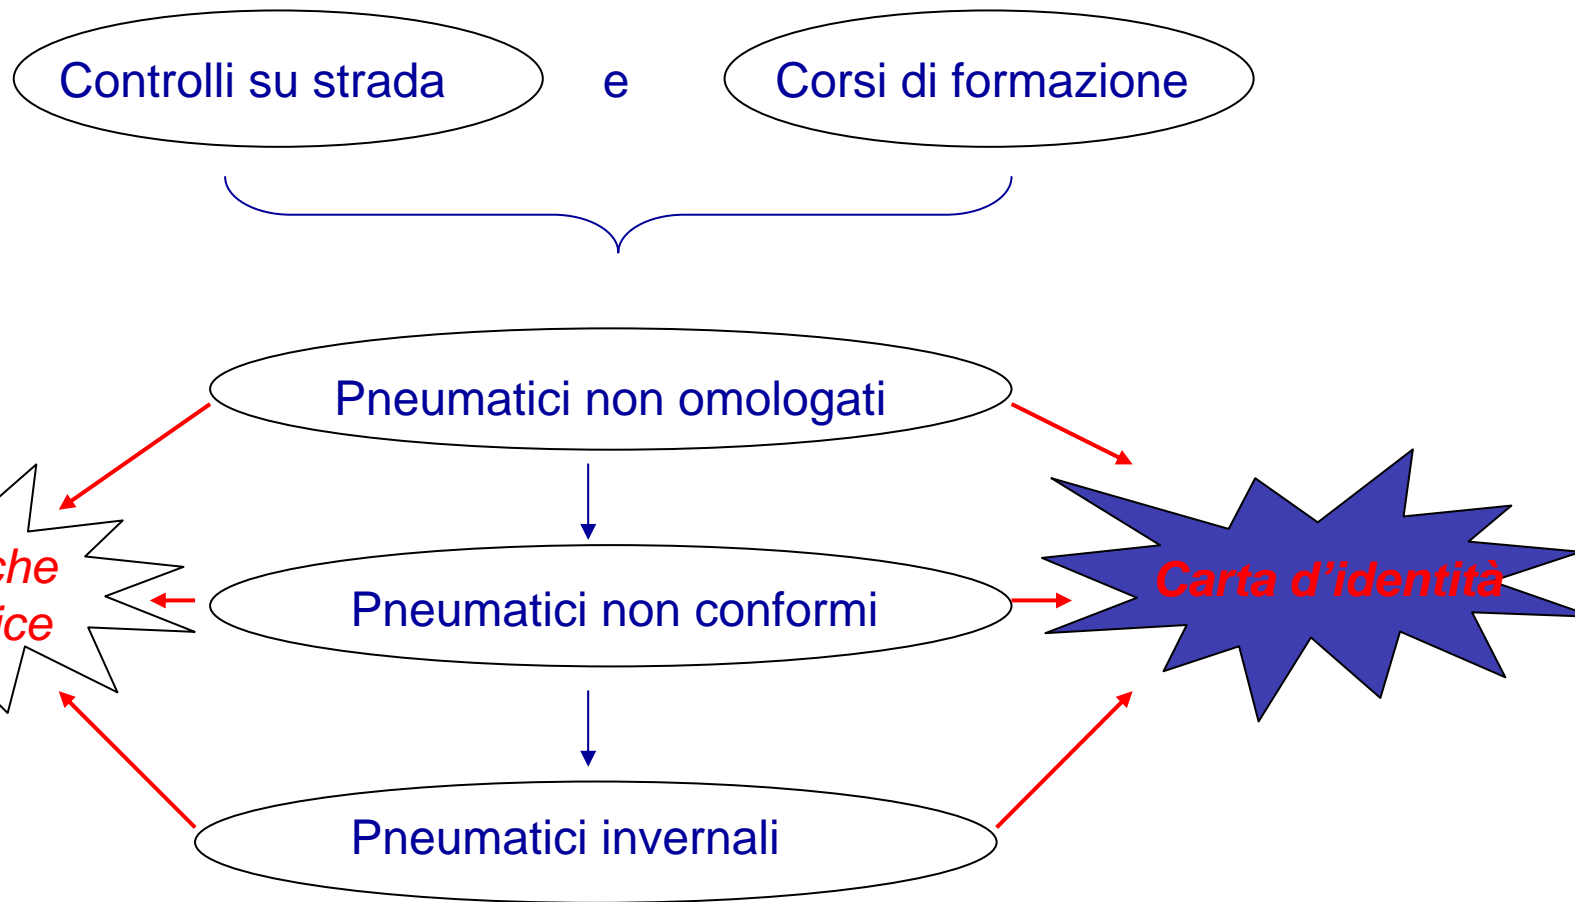 Controlli su strada e Corsi di formazione
Pneumatici non omologati
Pneumatici non conformi
Carta d’identità
Pneumatici invernali